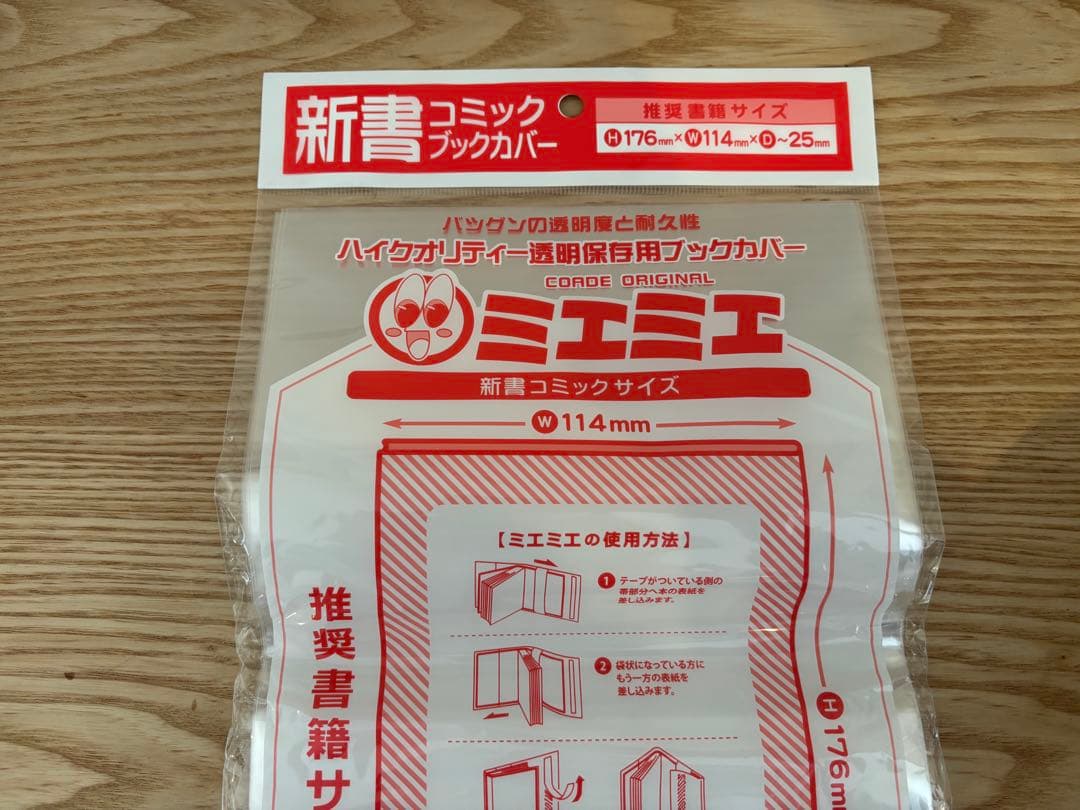 新書コミックブックカバー
推奨書籍サイズ
H176mm×W114mm×D~25mm
バツグンの透明度と耐久性
ハイクオリティー透明保存用ブックカバー
COADE ORIGINAL
ミエミエ
新書コミックサイズ
W114mm
【ミエミエの使用方法】
1 テープがついている側の
帯部分へ本の表紙を
差し込みます。
2 袋状になっている方に
もう一方の表紙を
差し込みます。
推奨書籍サ
H176m